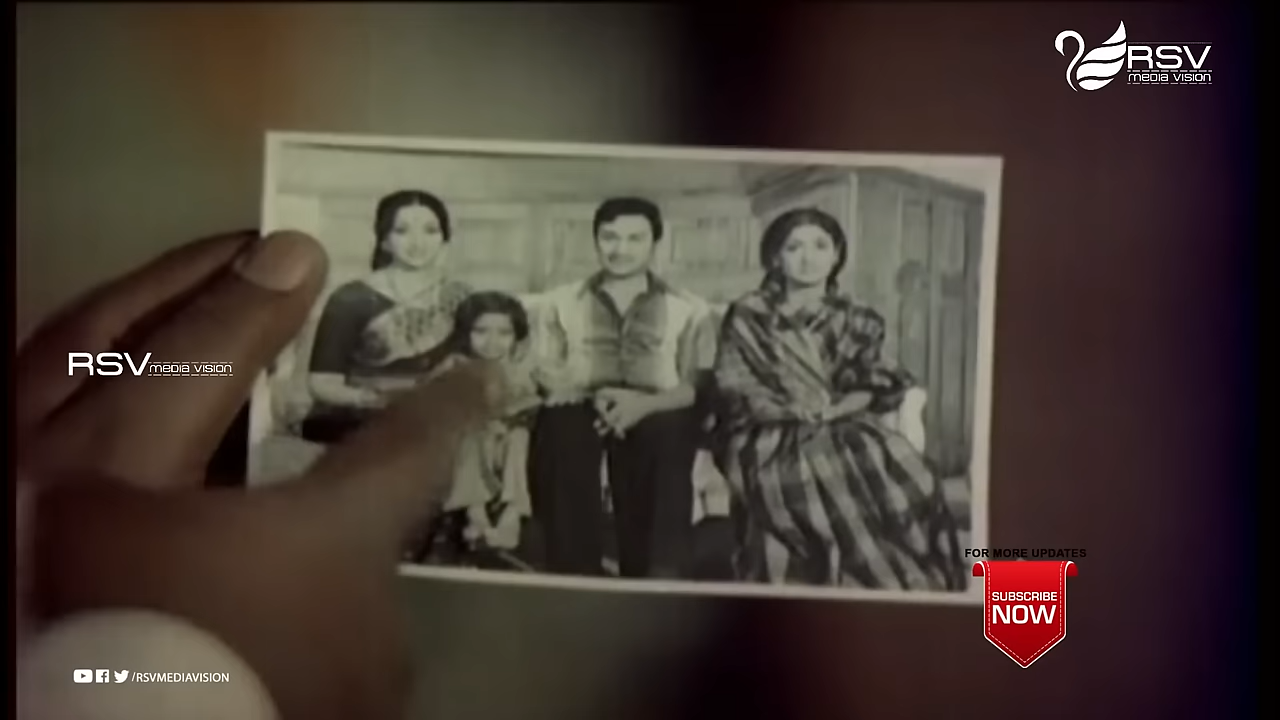 RSV
MEDIA VISION
RSV MEDIA VISION
FOR MORE UPDATES
SUBSCRIBE
NOW
/RSVMEDIAVISION